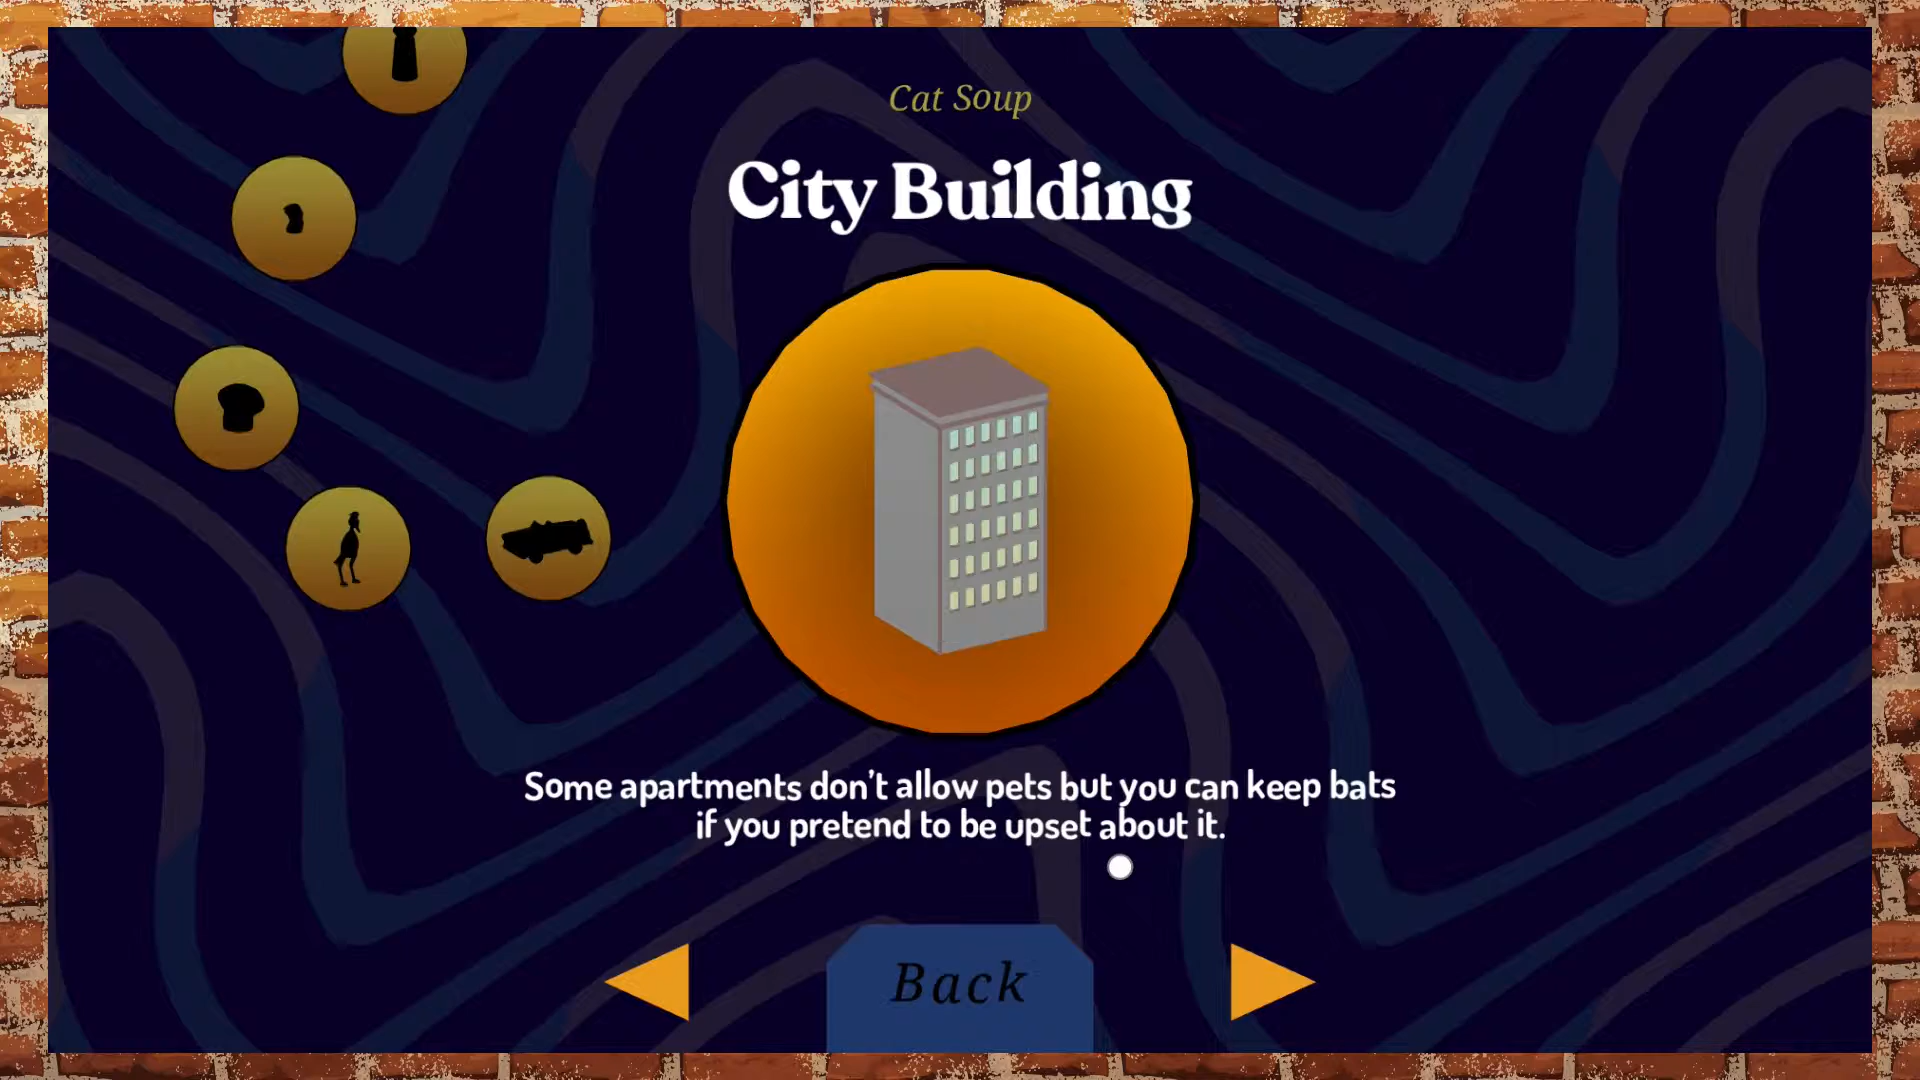 Cat Soup
City Building
Some apartments don't allow pets but you can keep bats
if you pretend to be upset about it.
Back